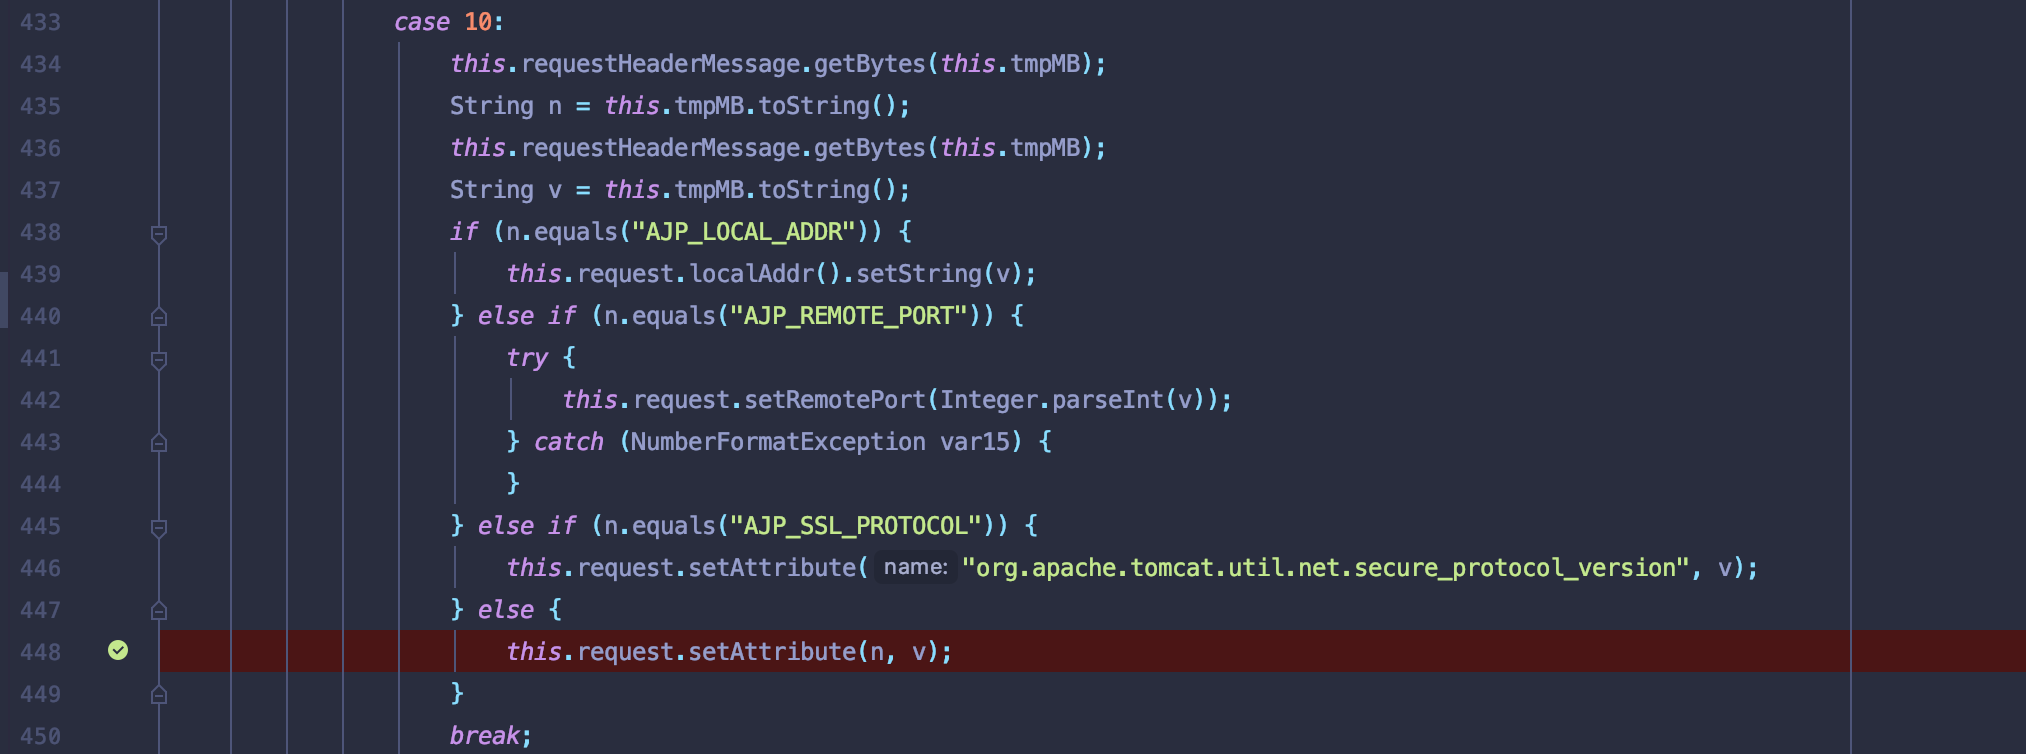 433 case 10:
434 this.requestHeaderMessage.getBytes(this.tmpMB);
435 String n = this.tmpMB.toString();
436 this.requestHeaderMessage.getBytes(this.tmpMB);
437 String v = this.tmpMB.toString();
438 if (n.equals("AJP_LOCAL_ADDR")) {
439 this.request.localAddr().setString(v);
440 } else if (n.equals("AJP_REMOTE_PORT")) {
441 try {
442 this.request.setRemotePort(Integer.parseInt(v));
443 } catch (NumberFormatException var15) {
444 }
445 } else if (n.equals("AJP_SSL_PROTOCOL")) {
446 this.request.setAttribute( name: "org.apache.tomcat.util.net.secure_protocol_version", v);
447 } else {
448 this.request.setAttribute(n, v);
449 }
450 break;